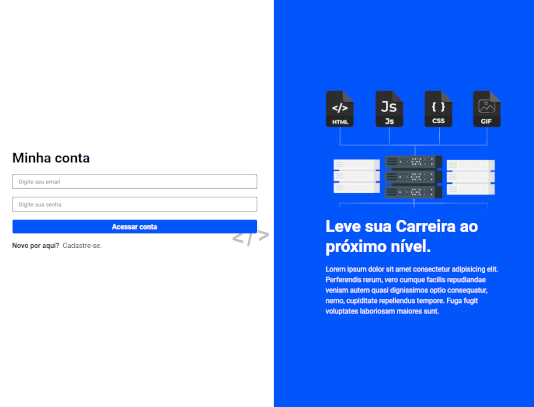 Minha conta
Digite seu email
Digite sua senha
Acessar conta
</>
Novo por aqui? Cadastre-se.
</> Js { }
HTML Js CSS GIF
Leve sua Carreira ao
próximo nível.
Lorem ipsum dolor sit amet consectetur adipisicing elit.
Perferendis rerum, vero cumque facilis repudiandae
veniam autem quasi dignissimos optio consequatur,
nemo, cupiditate repellendus tempore. Fuga fugit
voluptates laboriosam maiores sunt.